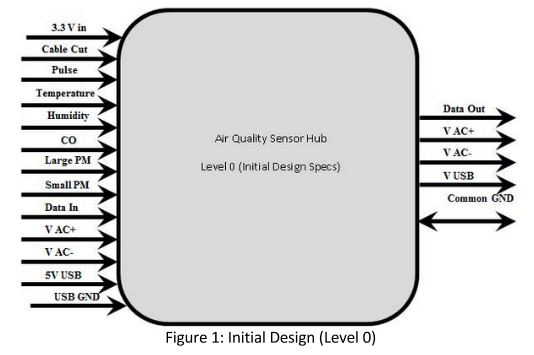 3.3 V in
Cable Cut
Pulse
Temperature
Humidity
CO
Large PM
Small PM
Data In
V AC+
V AC-
5V USB
USB GND
Air Quality Sensor Hub
Level 0 (Initial Design Specs)
Data Out
V AC+
V AC-
V USB
Common GND
Figure 1: Initial Design (Level 0)